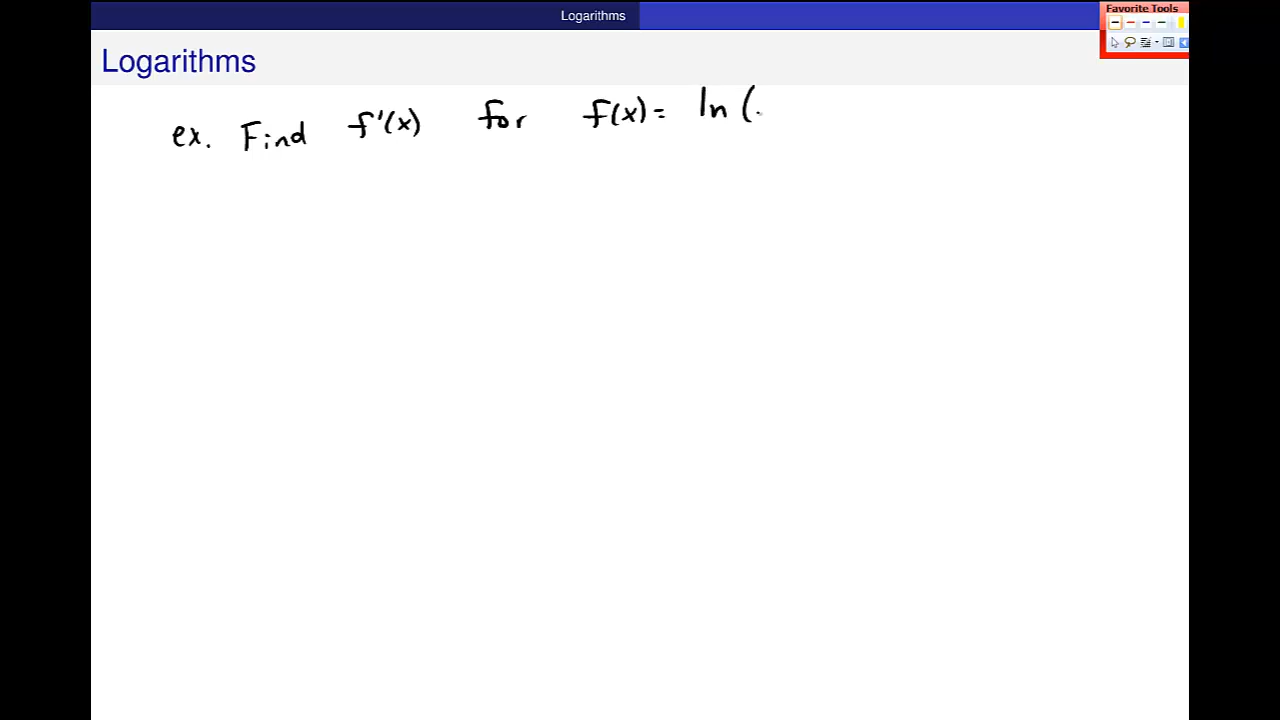 Logarithms
Favorite Tools
Logarithms
ex. Find f'(x) for f(x) = ln (